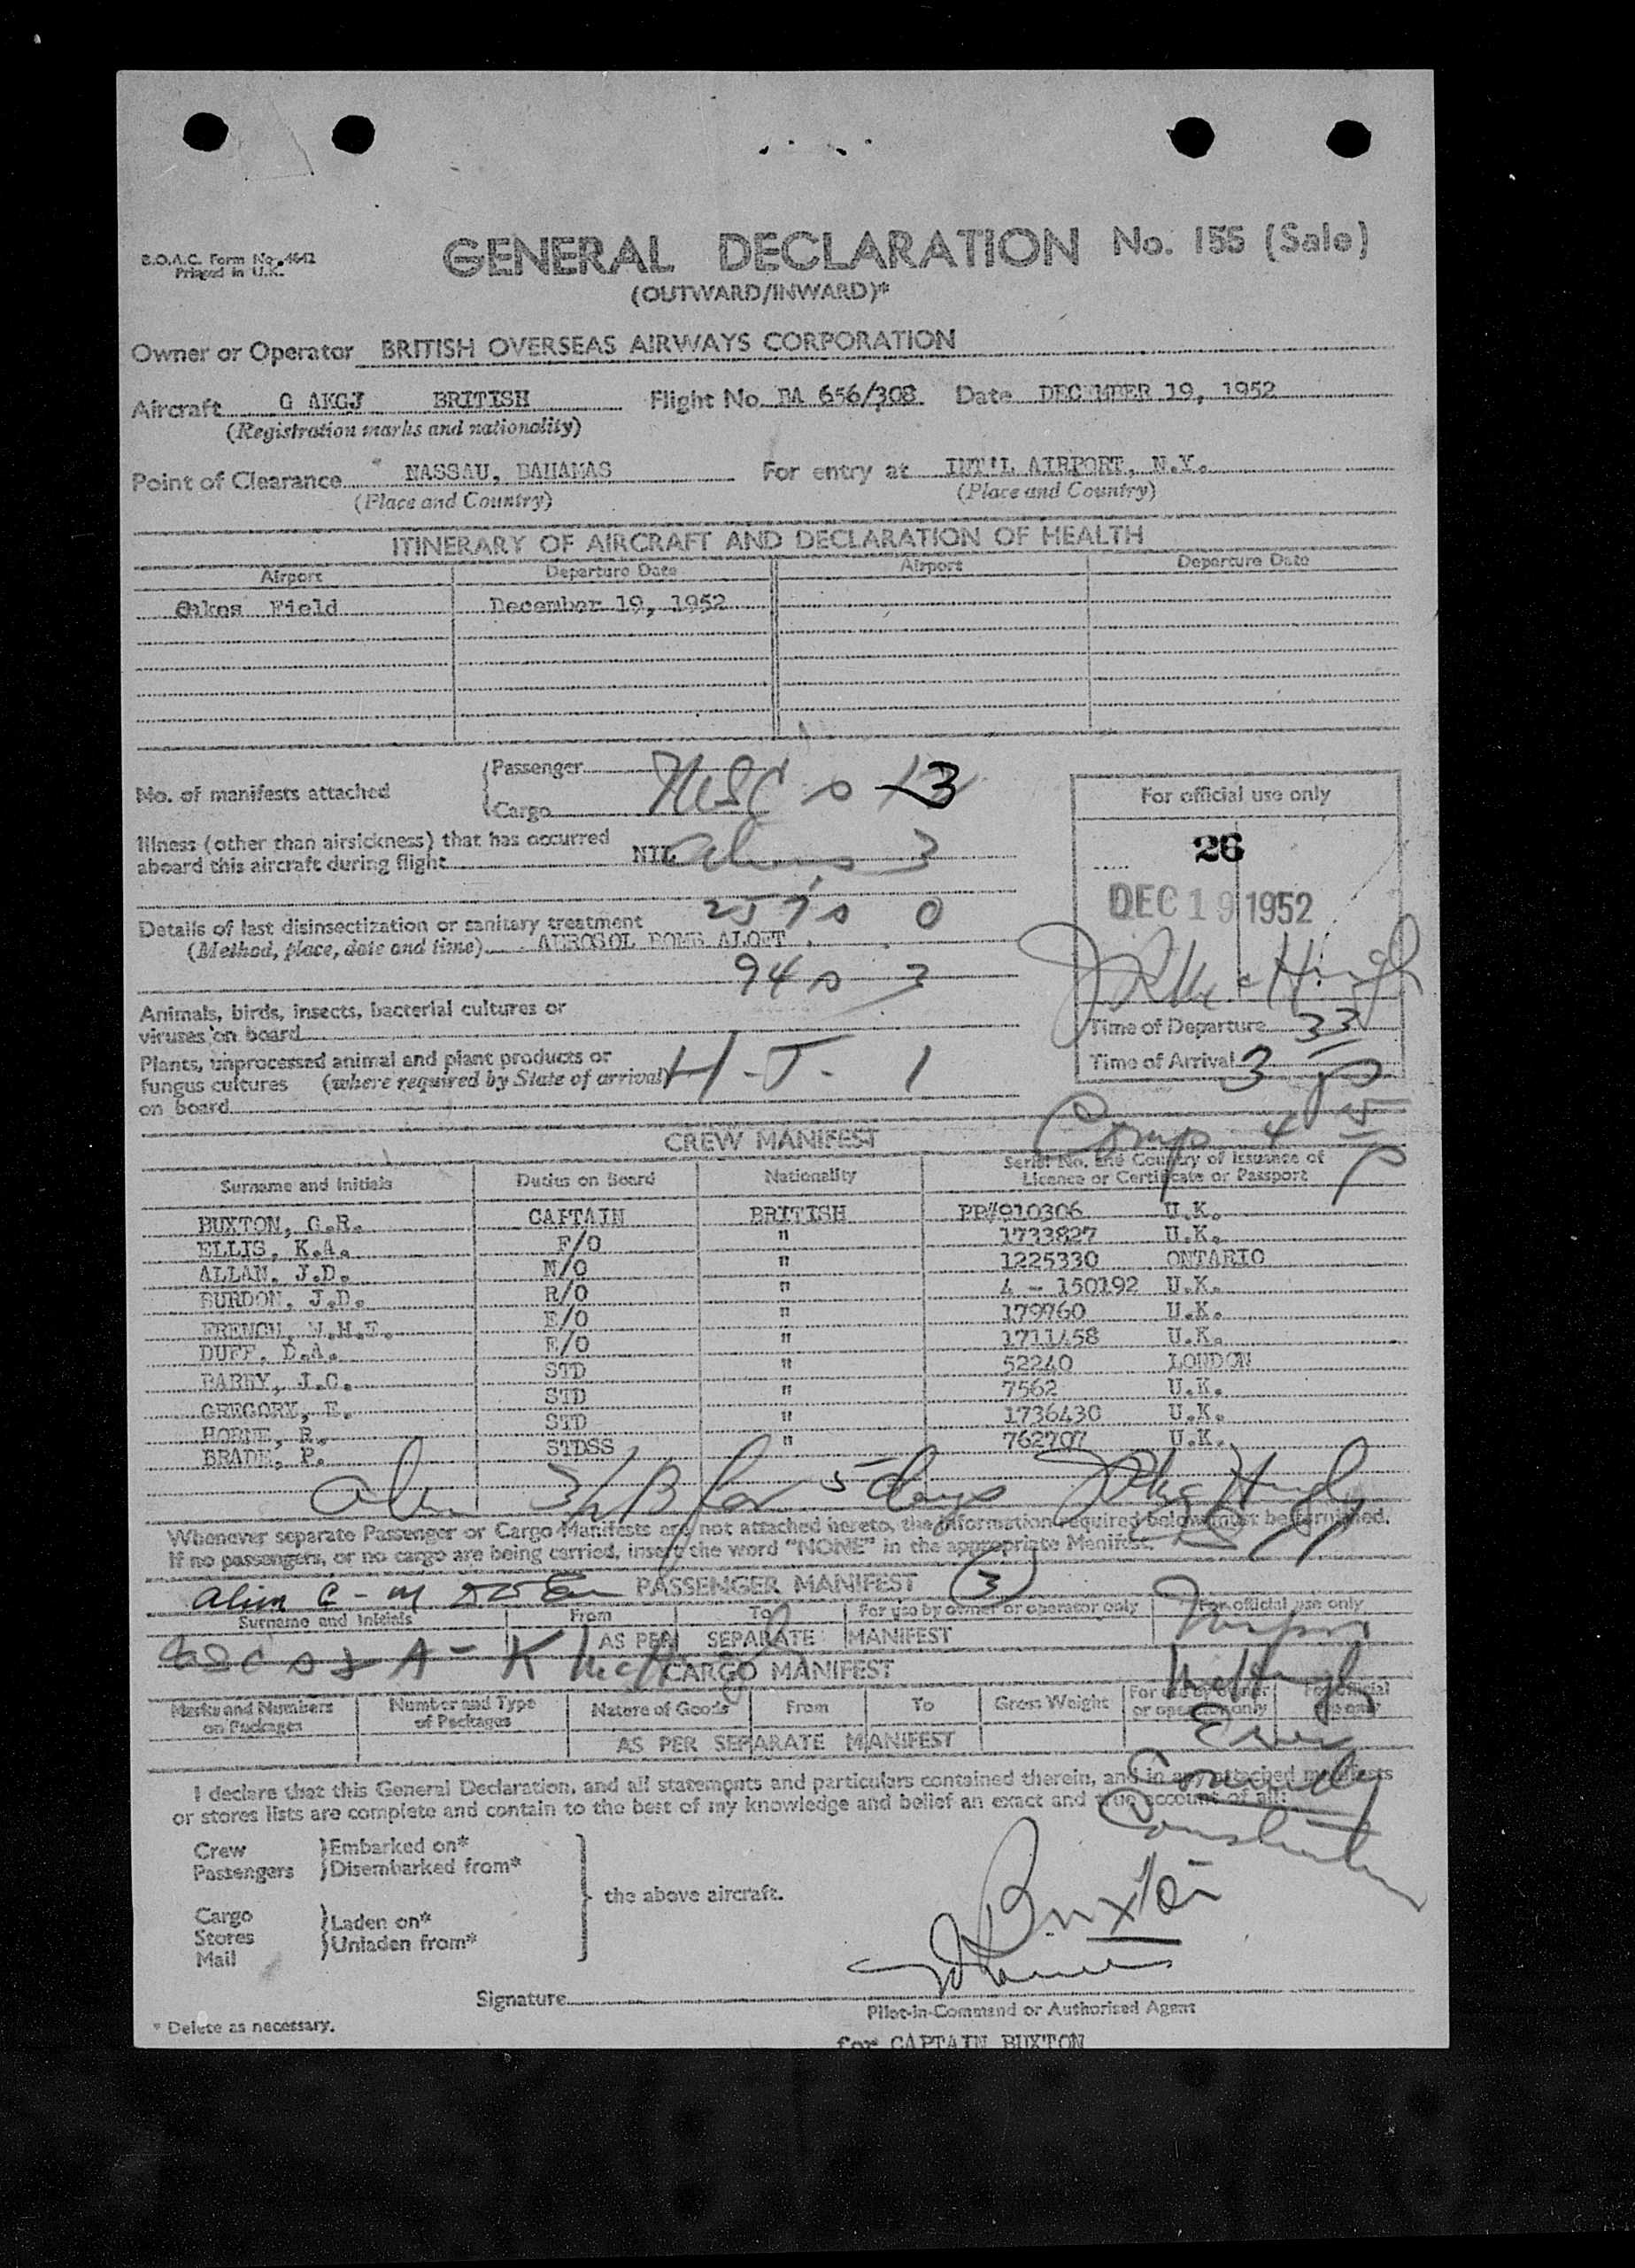 B.O.A.C. Form No. 4642
Printed in U.K.
GENERAL DECLARATION No. 155 (Sale)
(OUTWARD/INWARD)*
Owner or Operator BRITISH OVERSEAS AIRWAYS CORPORATION
Aircraft G AKGJ BRITISH Flight No. BA 656/308 Date DECEMBER 19, 1952
(Registration marks and nationality)
Point of Clearance NASSAU, BAHAMAS For entry at INT'L AIRPORT, N.Y.
(Place and Country) (Place and Country)
ITINERARY OF AIRCRAFT AND DECLARATION OF HEALTH
Airport Departure Date Airport Departure Date
Oakes Field December 19, 1952
No. of manifests attached
Passenger
Cargo
For official use only
Illness (other than airsickness) that has occurred
aboard this aircraft during flight NIL Aliens 3
26
257s 0
DEC 19 1952
Details of last disinsectization or sanitary treatment
(Method, place, date and time) AEROSOL BOMB ALOFT
94s 3
Animals, birds, insects, bacterial cultures or
viruses on board
Time of Departure
Plants, unprocessed animal and plant products or
fungus cultures (where required by State of arrival)
on board
H.T. 1
Time of Arrival 3
Comp 4 15 P
CREW MANIFEST
Surname and Initials Duties on Board Nationality Serial No. and Country of Issuance of
Licence or Certificate or Passport
BUXTON, G.R. CAPTAIN BRITISH PP#910306 U.K.
ELLIS, K.A. F/O " 1733827 U.K.
ALLAN, J.D. N/O " 1225330 ONTARIO
BURDON, J.D. R/O " 4 - 150192 U.K.
FRENCH, W.H.E. E/O " 179760 U.K.
DUFF, D.A. E/O " 1711458 U.K.
PARRY, J.C. STD " 52240 LONDON
GREGORY, E. STD " 7562 U.K.
HORNE, R. STD " 1736430 U.K.
BRADE, P. STDSS " 762707 U.K.
for 5 days
Whenever separate Passenger or Cargo Manifests are not attached hereto, the information required below must be furnished.
If no passengers, or no cargo are being carried, insert the word "NONE" in the appropriate Manifest.
PASSENGER MANIFEST 3
Surname and Initials From To For use by owner or operator only For official use only
AS PER SEPARATE MANIFEST
A - K
CARGO MANIFEST
Marks and Numbers
on Packages Number and Type
of Packages Nature of Goods From To Gross Weight For use by owner
or operator only For official
use only
AS PER SEPARATE MANIFEST
I declare that this General Declaration, and all statements and particulars contained therein, and in any attached manifests
or stores lists are complete and contain to the best of my knowledge and belief an exact and true account of all:
Crew
Passengers
Embarked on*
Disembarked from*
the above aircraft.
Cargo
Stores
Mail
Laden on*
Unladen from*
Buxton
Signature
Pilot-in-Command or Authorised Agent
* Delete as necessary.
for CAPTAIN BUXTON